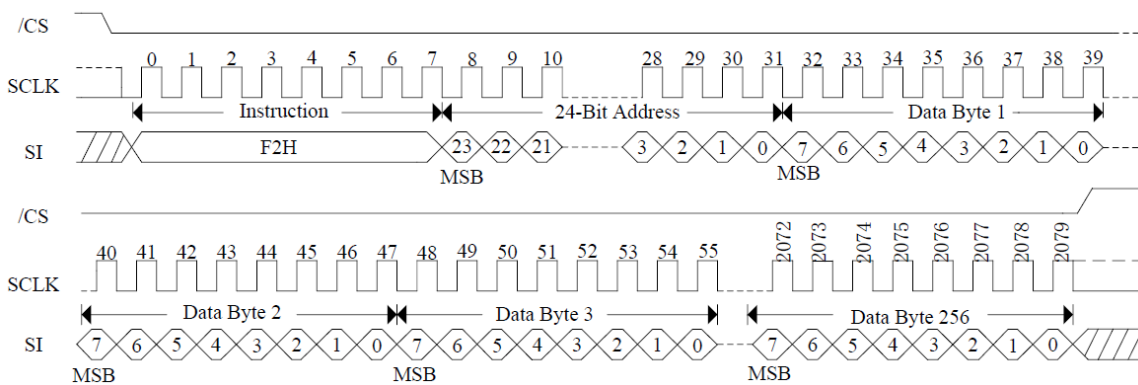 /CS
0 1 2 3 4 5 6 7 8 9 10 28 29 30 31 32 33 34 35 36 37 38 39
SCLK
Instruction 24-Bit Address Data Byte 1
SI F2H 23 22 21 3 2 1 0 7 6 5 4 3 2 1 0
MSB MSB
/CS
40 41 42 43 44 45 46 47 48 49 50 51 52 53 54 55 2072 2073 2074 2075 2076 2077 2078 2079
SCLK
Data Byte 2 Data Byte 3 Data Byte 256
SI 7 6 5 4 3 2 1 0 7 6 5 4 3 2 1 0 7 6 5 4 3 2 1 0
MSB MSB MSB